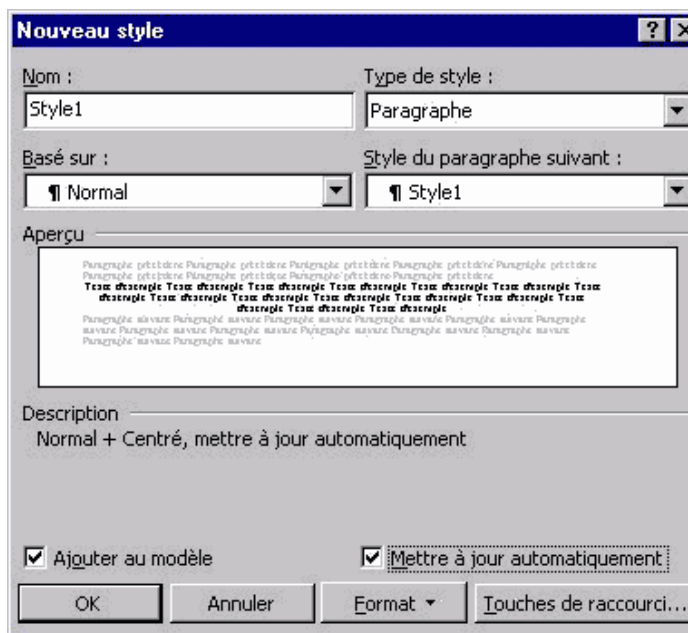 Nouveau style
Nom :
Type de style :
Style1
Paragraphe
Basé sur :
Style du paragraphe suivant :
¶ Normal
¶ Style1
Aperçu
Description
Normal + Centré, mettre à jour automatiquement
Ajouter au modèle
Mettre à jour automatiquement
OK
Annuler
Format
Touches de raccourci...